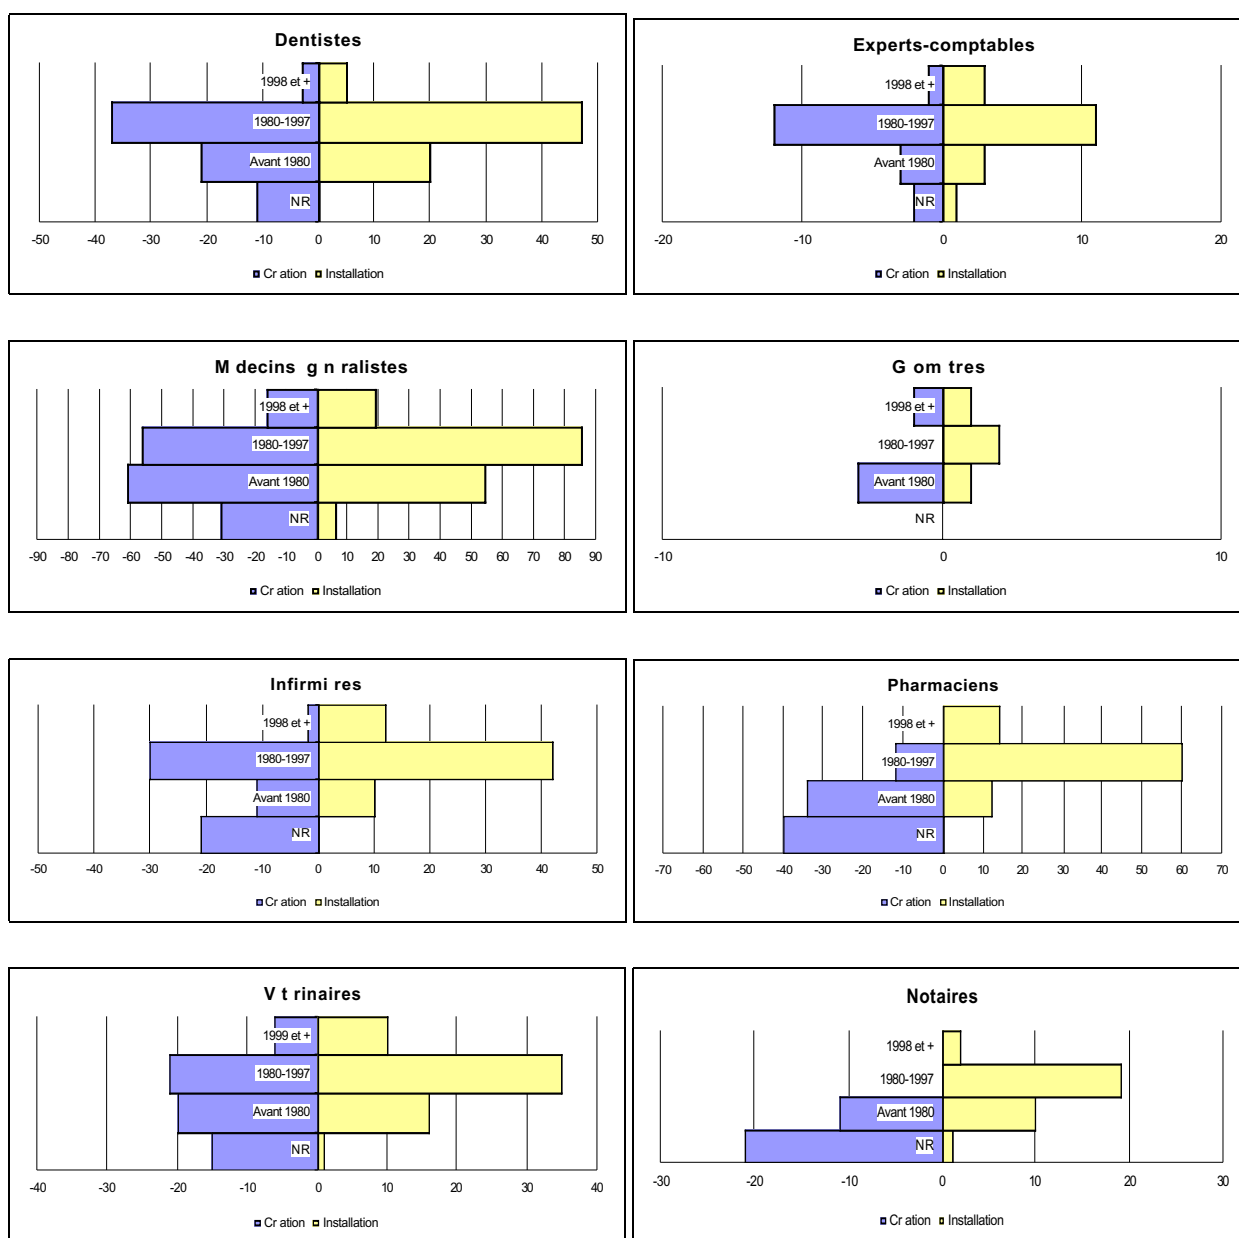 Dentistes
1998 et +
1980-1997
Avant 1980
NR
-50 -40 -30 -20 -10 0 10 20 30 40 50
Cr ation Installation
Experts-comptables
1998 et +
1980-1997
Avant 1980
NR
-20 -10 0 10 20
Cr ation Installation
M decins g n ralistes
1998 et +
1980-1997
Avant 1980
NR
-90 -80 -70 -60 -50 -40 -30 -20 -10 0 10 20 30 40 50 60 70 80 90
Cr ation Installation
G om tres
1998 et +
1980-1997
Avant 1980
NR
-10 0 10
Cr ation Installation
Infirmi res
1998 et +
1980-1997
Avant 1980
NR
-50 -40 -30 -20 -10 0 10 20 30 40 50
Cr ation Installation
Pharmaciens
1998 et +
1980-1997
Avant 1980
NR
-70 -60 -50 -40 -30 -20 -10 0 10 20 30 40 50 60 70
Cr ation Installation
V t rinaires
1999 et +
1980-1997
Avant 1980
NR
-40 -30 -20 -10 0 10 20 30 40
Cr ation Installation
Notaires
1998 et +
1980-1997
Avant 1980
NR
-30 -20 -10 0 10 20 30
Cr ation Installation